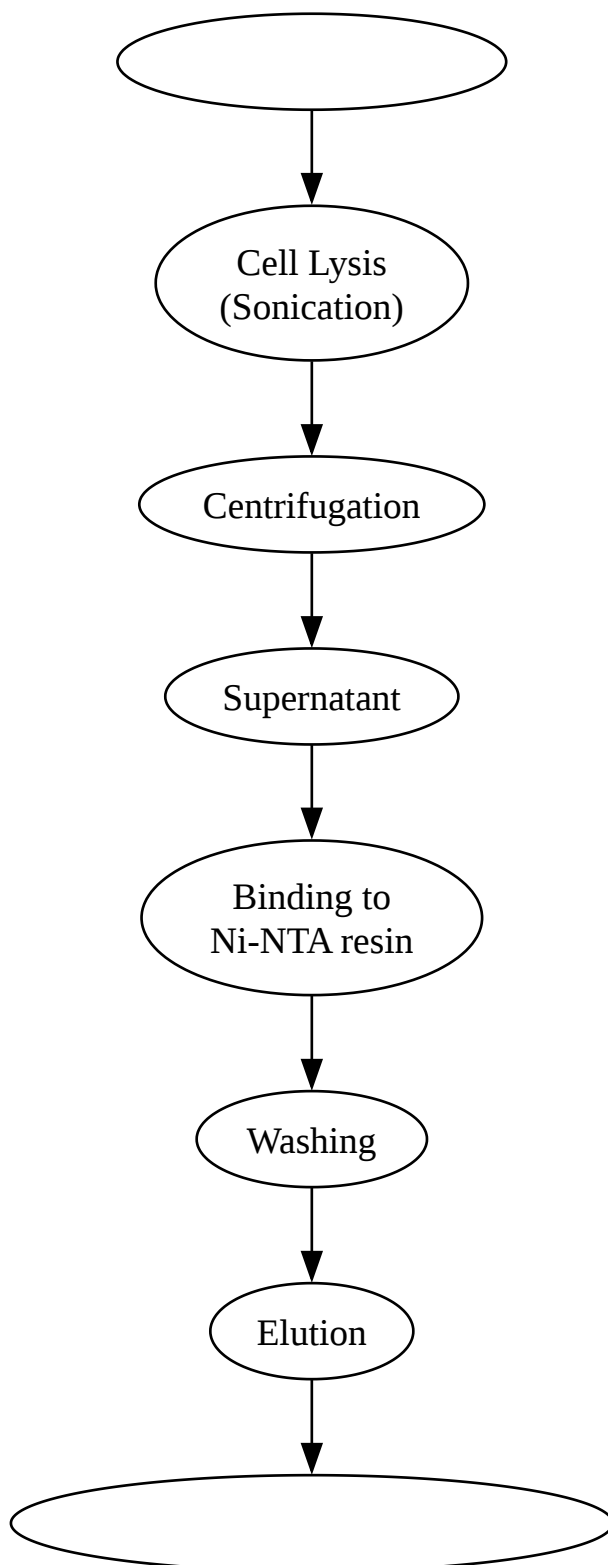 Cell Lysis
(Sonication)
Centrifugation
Supernatant
Binding to
Ni-NTA resin
Washing
Elution